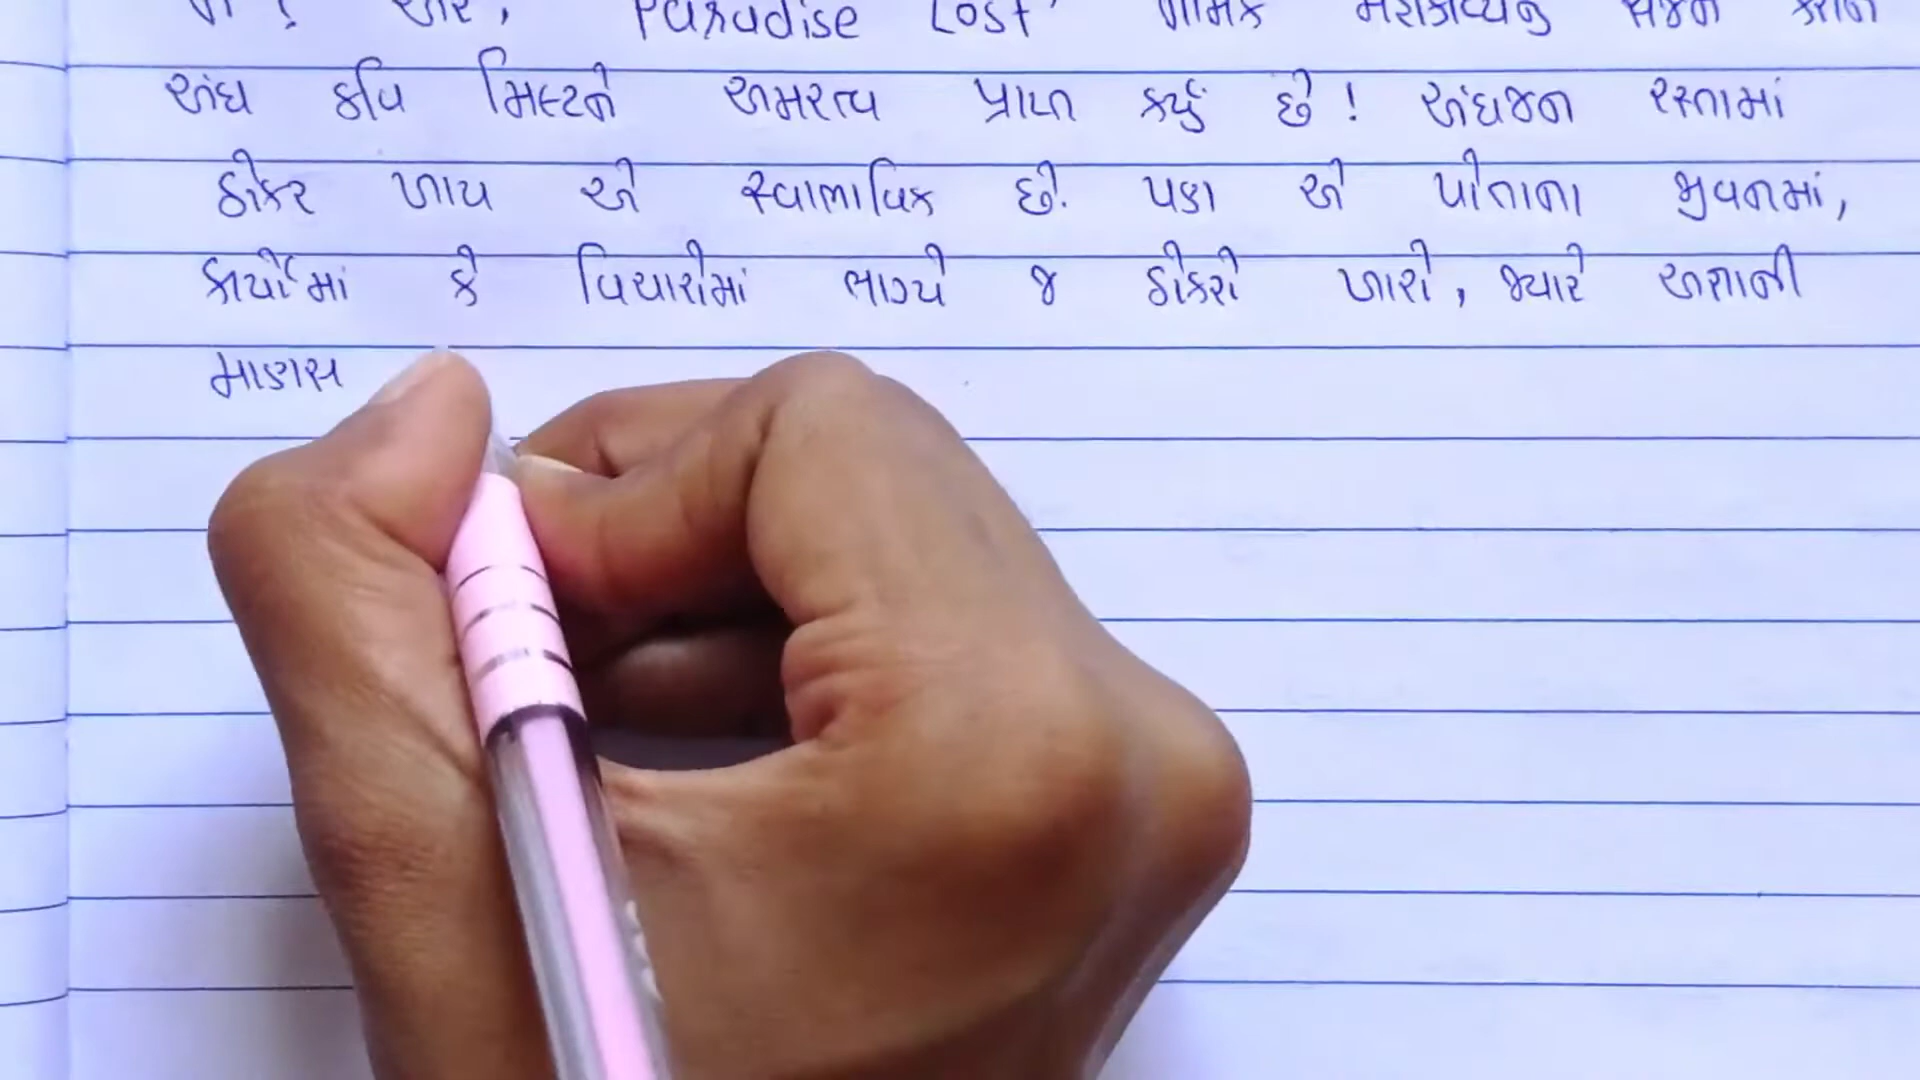 'Paradise Lost' નામક મહાકાવ્યનું સર્જન કરીને
અંધ કવિ મિલ્ટને અમરત્વ પ્રાપ્ત કર્યું છે! અંધજન રસ્તામાં
ઠોકર ખાય એ સ્વાભાવિક છે. પણ એ પોતાના જીવનમાં,
કાર્યોમાં કે વિચારોમાં ભાગ્યે જ ઠોકરો ખાશે, જ્યારે અજ્ઞાની
માણસ